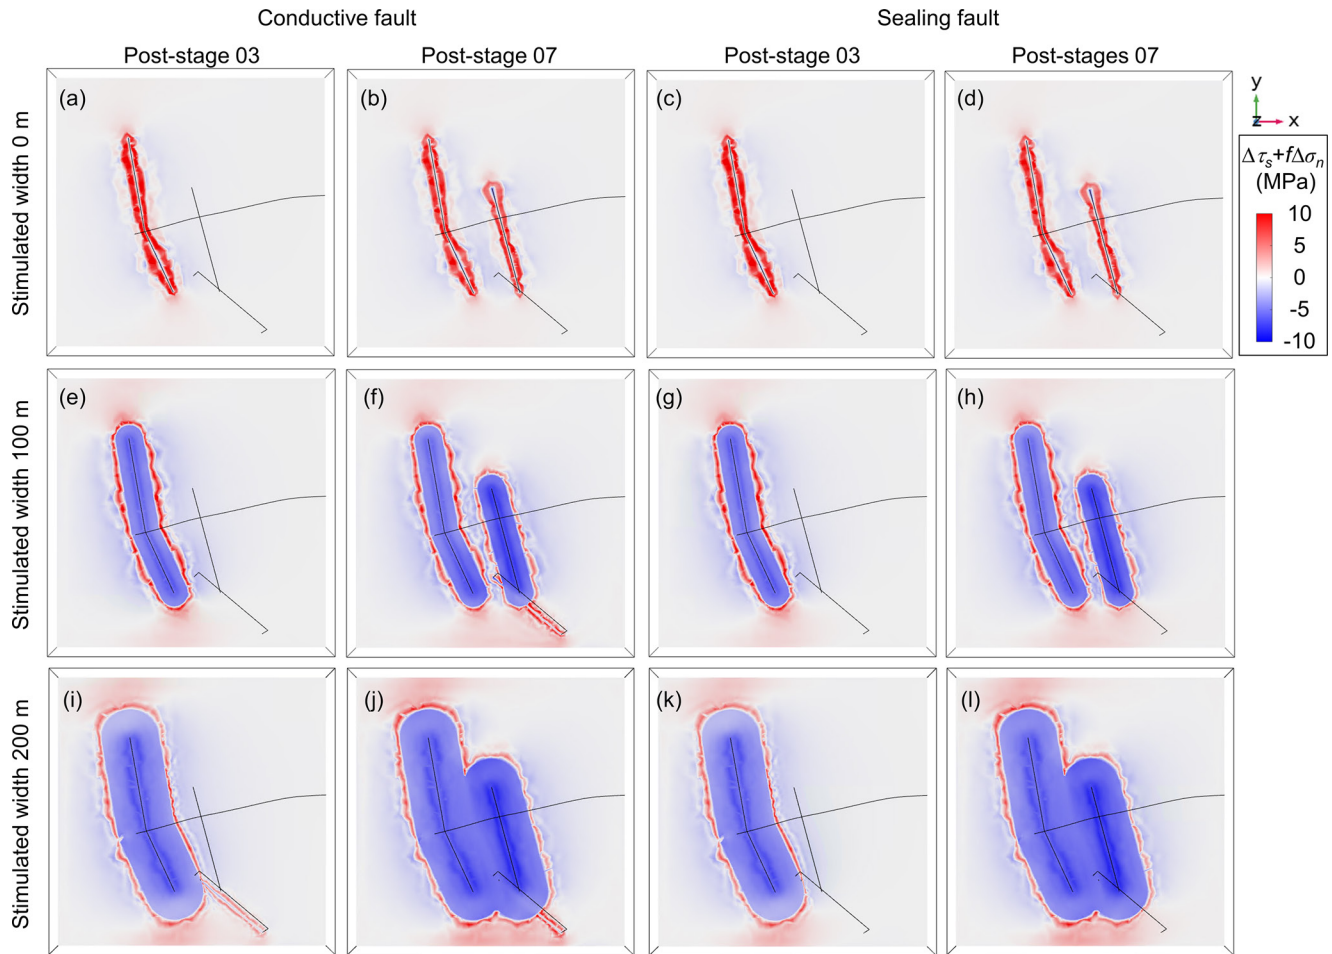 Conductive fault Sealing fault
Post-stage 03 Post-stage 07 Post-stage 03 Post-stages 07
Stimulated width 0 m
(a) (b) (c) (d)
y
z x
Δτs+fΔσn
(MPa)
10
5
0
-5
-10
Stimulated width 100 m
(e) (f) (g) (h)
Stimulated width 200 m
(i) (j) (k) (l)